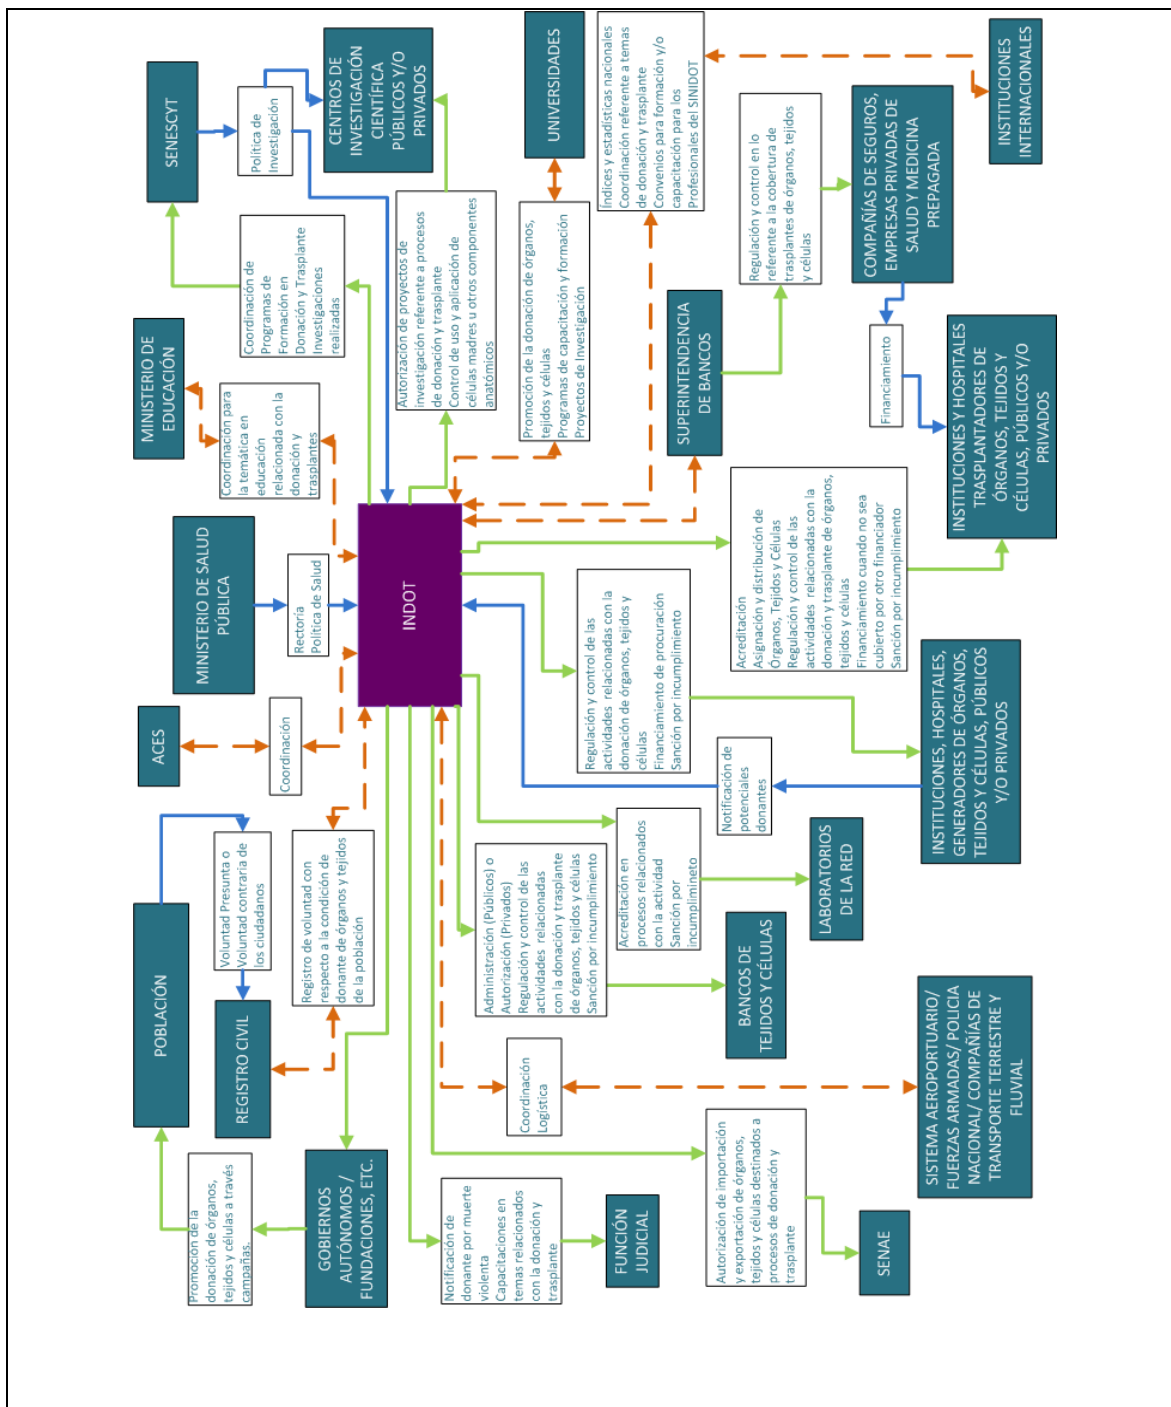 POBLACIÓN
ACES
MINISTERIO DE SALUD
PÚBLICA
MINISTERIO DE
EDUCACIÓN
SENESCYT
Promoción de la
donación de órganos,
tejidos y células a través
campañas.
Voluntad Presunta o
Voluntad contraria de
los ciudadanos
Coordinación
Rectoría
Política de Salud
Coordinación para
la temática en
educación
relacionada con la
donación y
trasplantes
Coordinación de
Programas de
Formación en
Donación y Trasplante
Investigaciones
realizadas
Política de
Investigación
REGISTRO CIVIL
GOBIERNOS
AUTÓNOMOS /
FUNDACIONES, ETC.
Registro de voluntad con
respecto a la condición de
donante de órganos y tejidos
de la población
CENTROS DE
INVESTIGACIÓN
CIENTÍFICA
PÚBLICOS Y/O
PRIVADOS
INDOT
Autorización de proyectos de
investigación referente a procesos
de donación y trasplante
Control de uso y aplicación de
células madres u otros componentes
anatómicos
Notificación de
donante por muerte
violenta
Capacitaciones en
temas relacionados
con la donación y
trasplante
Administración (Públicos) o
Autorización (Privados)
Regulación y control de las
actividades relacionadas
con la donación y trasplante
de órganos, tejidos y células
Sanción por incumplimiento
Promoción de la donación de órganos,
tejidos y células
Programas de capacitación y formación
Proyectos de Investigación
UNIVERSIDADES
Coordinación
Logística
Regulación y control de las
actividades relacionadas con la
donación de órganos, tejidos y
células
Financiamiento de procuración
Sanción por incumplimiento
Índices y estadísticas nacionales
Coordinación referente a temas
de donación y trasplante
Convenios para formación y/o
capacitación para los
Profesionales del SINIDOT
FUNCIÓN
JUDICIAL
Acreditación en
procesos relacionados
con la actividad
Sanción por
incumplimineto
SUPERINTENDENCIA
DE BANCOS
Autorización de importación
y exportación de órganos,
tejidos y células destinados a
procesos de donación y
trasplante
BANCOS DE
TEJIDOS Y CÉLULAS
Notificación de
potenciales
donantes
Acreditación
Asignación y distribución de
Órganos, Tejidos y Células
Regulación y control de las
actividades relacionadas con la
donación y trasplante de órganos,
tejidos y células
Financiamiento cuando no sea
cubierto por otro financiador
Sanción por incumplimiento
Regulación y control en lo
referente a la cobertura de
trasplantes de órganos, tejidos
y células
LABORATORIOS
DE LA RED
Financiamiento
COMPAÑÍAS DE SEGUROS,
EMPRESAS PRIVADAS DE
SALUD Y MEDICINA
PREPAGADA
SENAE
SISTEMA AEROPORTUARIO/
FUERZAS ARMADAS/ POLICIA
NACIONAL/ COMPAÑÍAS DE
TRANSPORTE TERRESTRE Y
FLUVIAL
INSTITUCIONES, HOSPITALES,
GENERADORES DE ÓRGANOS,
TEJIDOS Y CÉLULAS, PÚBLICOS
Y/O PRIVADOS
INSTITUCIONES Y HOSPITALES
TRASPLANTADORES DE
ÓRGANOS, TEJIDOS Y
CÉLULAS, PÚBLICOS Y/O
PRIVADOS
INSTITUCIONES
INTERNACIONALES